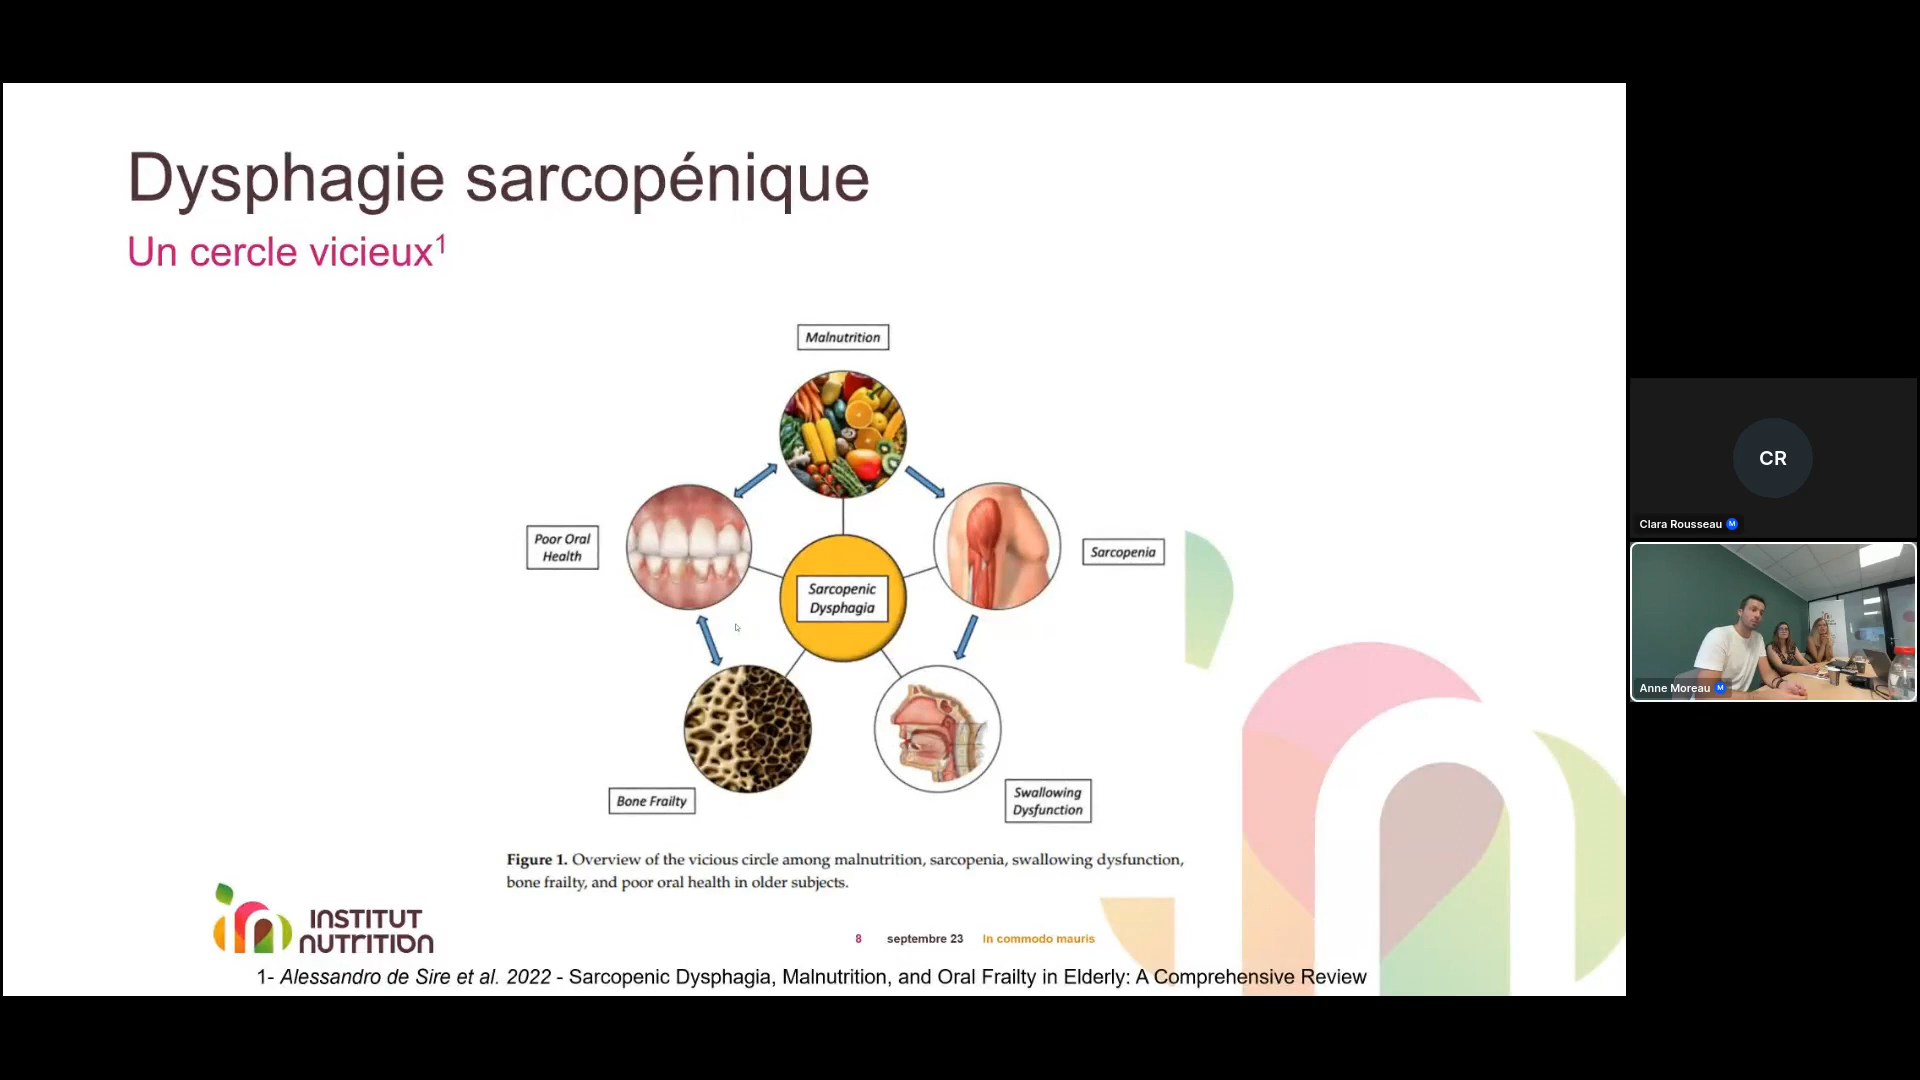 Dysphagie sarcopénique
Un cercle vicieux¹
Malnutrition
Poor Oral
Health
Sarcopenia
Sarcopenic
Dysphagia
Bone Frailty
Swallowing
Dysfunction
Figure 1. Overview of the vicious circle among malnutrition, sarcopenia, swallowing dysfunction,
bone frailty, and poor oral health in older subjects.
INSTITUT
NUTRITION
8 septembre 23 In commodo mauris
1- Alessandro de Sire et al. 2022 - Sarcopenic Dysphagia, Malnutrition, and Oral Frailty in Elderly: A Comprehensive Review
CR
Clara Rousseau M
Anne Moreau M